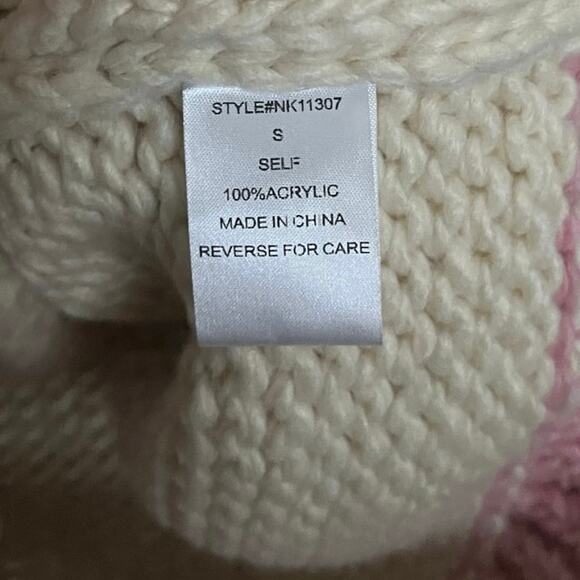 STYLE#NK11307
S
SELF
100%ACRYLIC
MADE IN CHINA
REVERSE FOR CARE